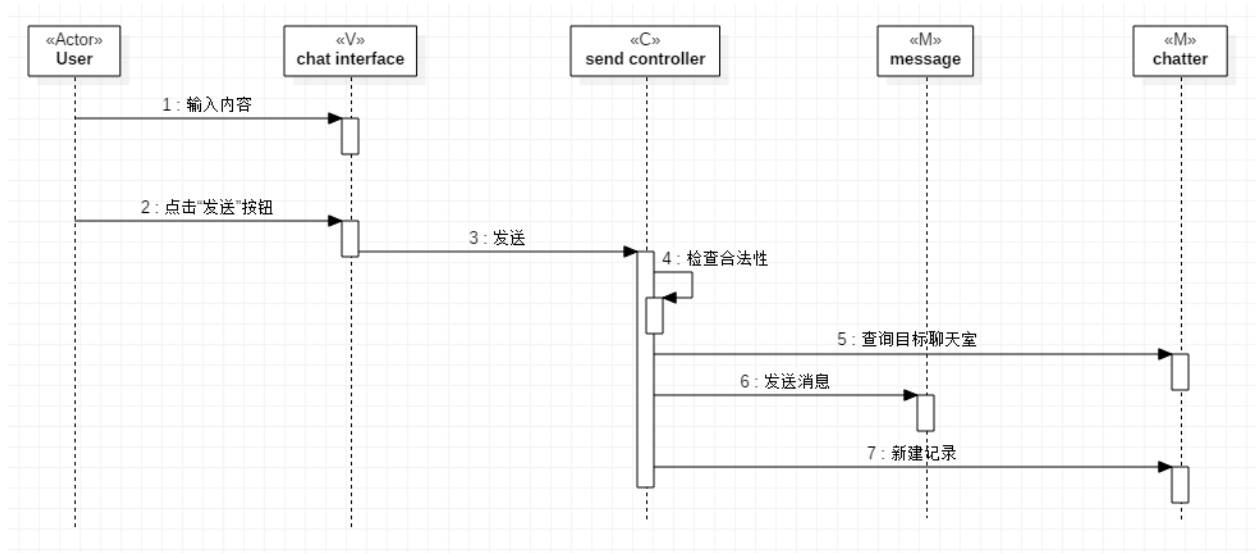 «Actor»
User
«V»
chat interface
«C»
send controller
«M»
message
«M»
chatter
1 : 输入内容
2 : 点击“发送”按钮
3 : 发送
4 : 检查合法性
5 : 查询目标聊天室
6 : 发送消息
7 : 新建记录